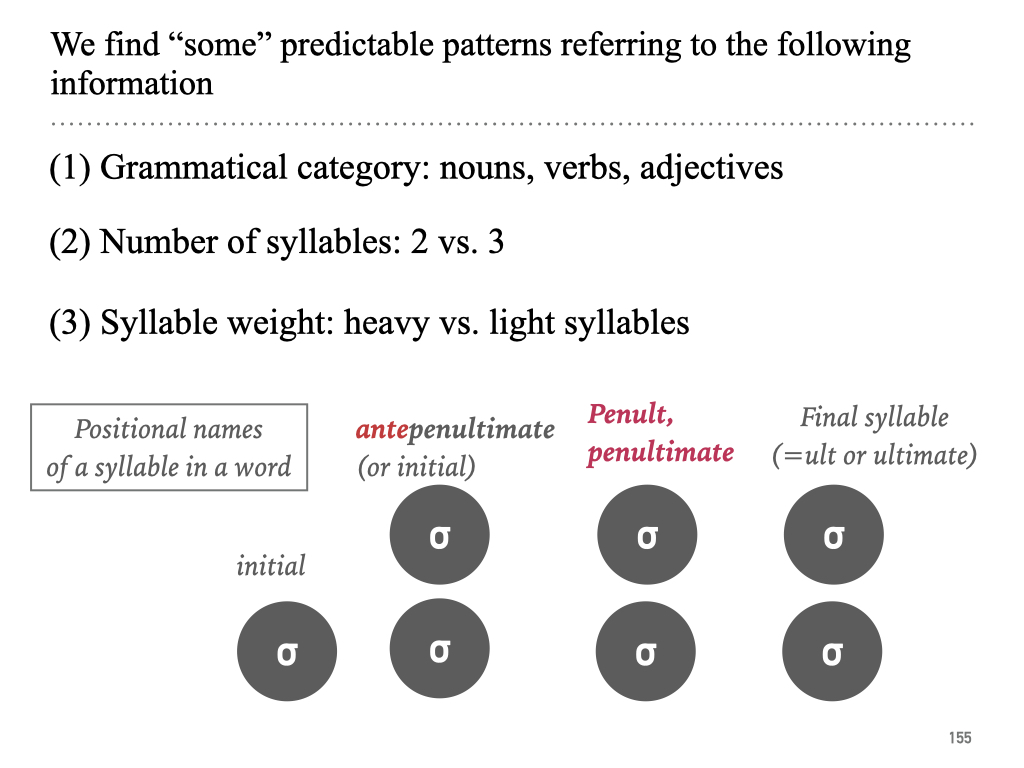 We find “some” predictable patterns referring to the following
information
(1) Grammatical category: nouns, verbs, adjectives
(2) Number of syllables: 2 vs. 3
(3) Syllable weight: heavy vs. light syllables
Positional names
of a syllable in a word
antepenultimate
(or initial)
Penult,
penultimate
Final syllable
(=ult or ultimate)
σ σ σ
initial
σ σ σ σ
155